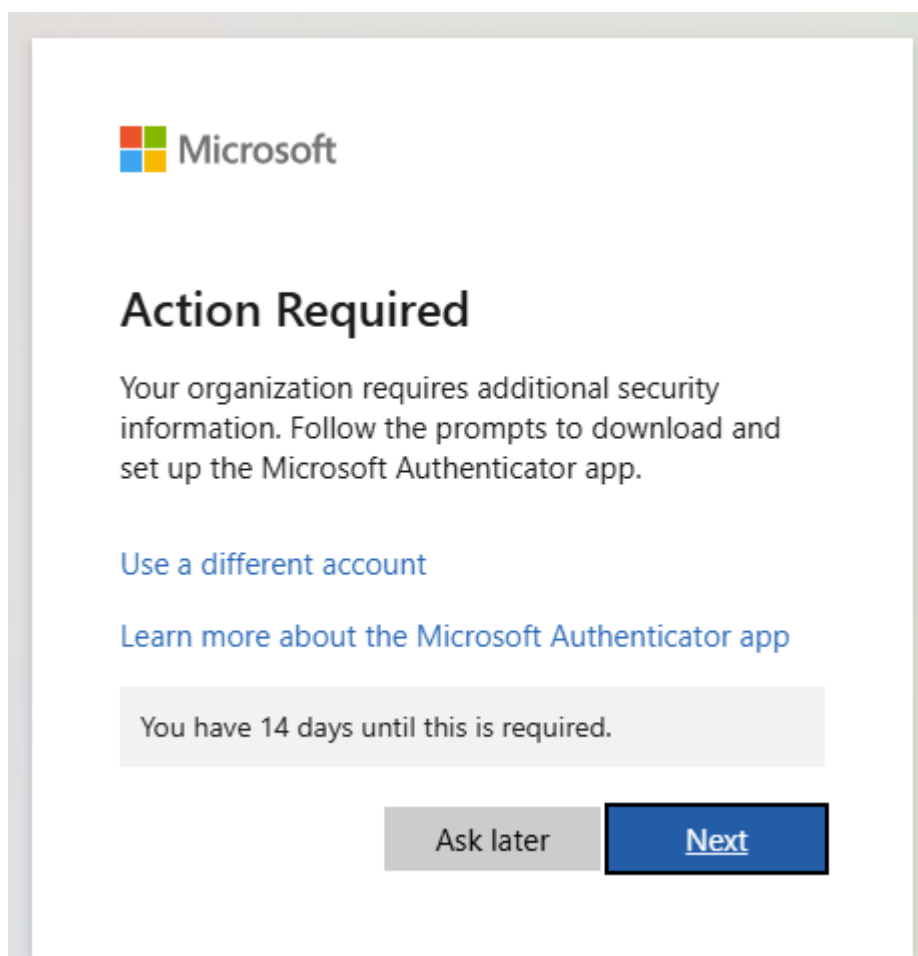 Microsoft
Action Required
Your organization requires additional security
information. Follow the prompts to download and
set up the Microsoft Authenticator app.
Use a different account
Learn more about the Microsoft Authenticator app
You have 14 days until this is required.
Ask later
Next